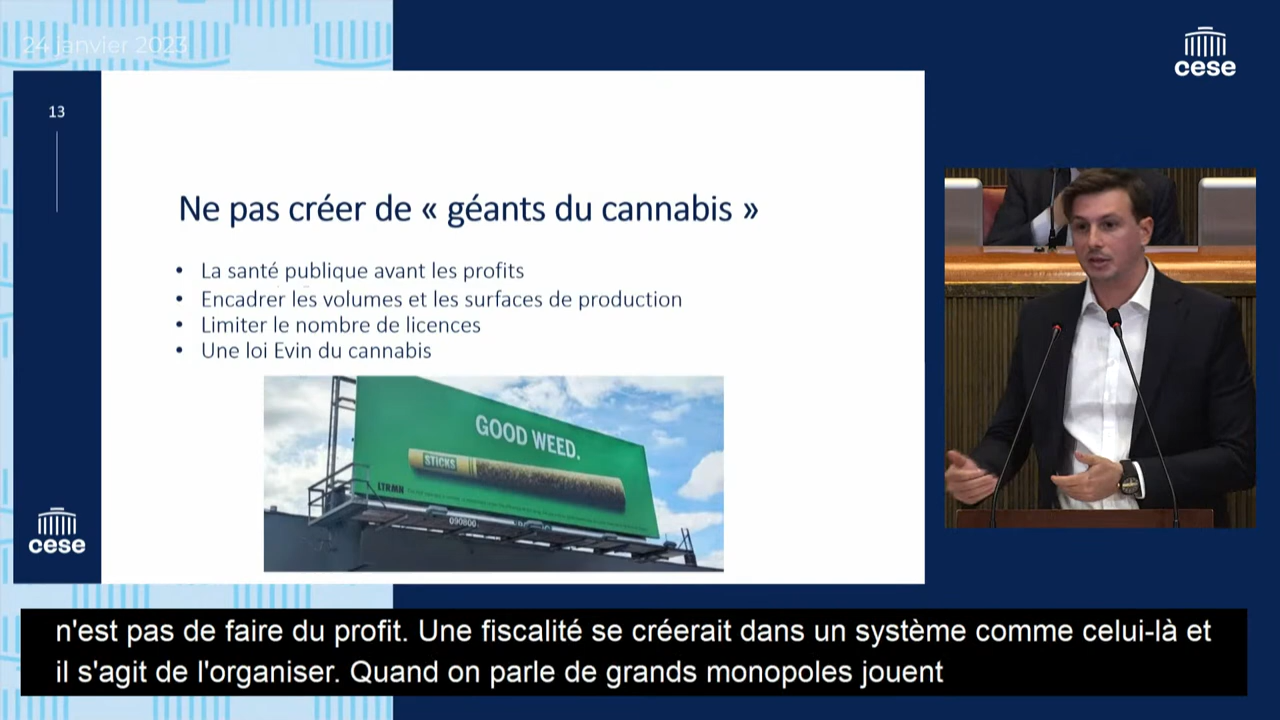 24 janvier 2023
cese
13
Ne pas créer de « géants du cannabis »
• La santé publique avant les profits
• Encadrer les volumes et les surfaces de production
• Limiter le nombre de licences
• Une loi Evin du cannabis
GOOD WEED.
STICKS
LTRMN
090800
cese
n'est pas de faire du profit. Une fiscalité se créerait dans un système comme celui-là et
il s'agit de l'organiser. Quand on parle de grands monopoles jouent